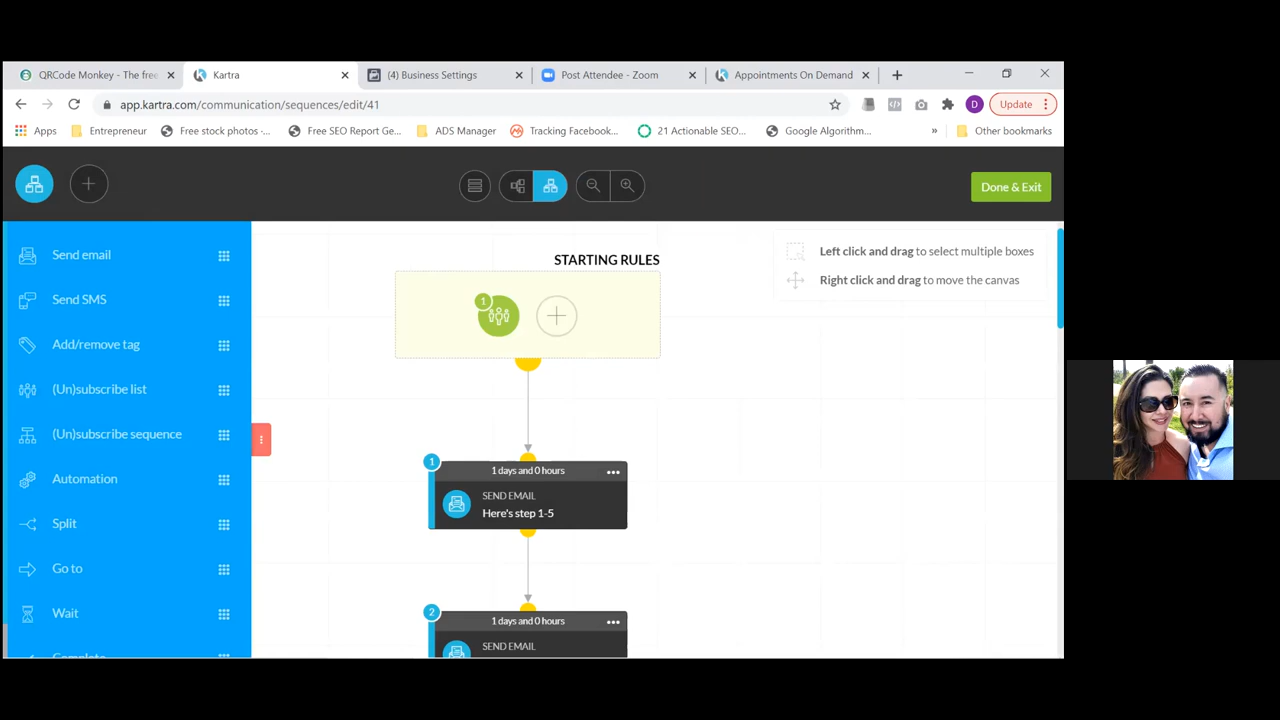 QRCode Monkey - The free
Kartra
(4) Business Settings
Post Attendee - Zoom
Appointments On Demand
app.kartra.com/communication/sequences/edit/41
D
Update
Apps
Entrepreneur
Free stock photos -...
Free SEO Report Ge...
ADS Manager
Tracking Facebook...
21 Actionable SEO...
Google Algorithm...
»
Other bookmarks
Done & Exit
Send email
Send SMS
Add/remove tag
(Un)subscribe list
(Un)subscribe sequence
Automation
Split
Go to
Wait
Complete
STARTING RULES
1
Left click and drag to select multiple boxes
Right click and drag to move the canvas
1
1 days and 0 hours
SEND EMAIL
Here's step 1-5
2
1 days and 0 hours
SEND EMAIL